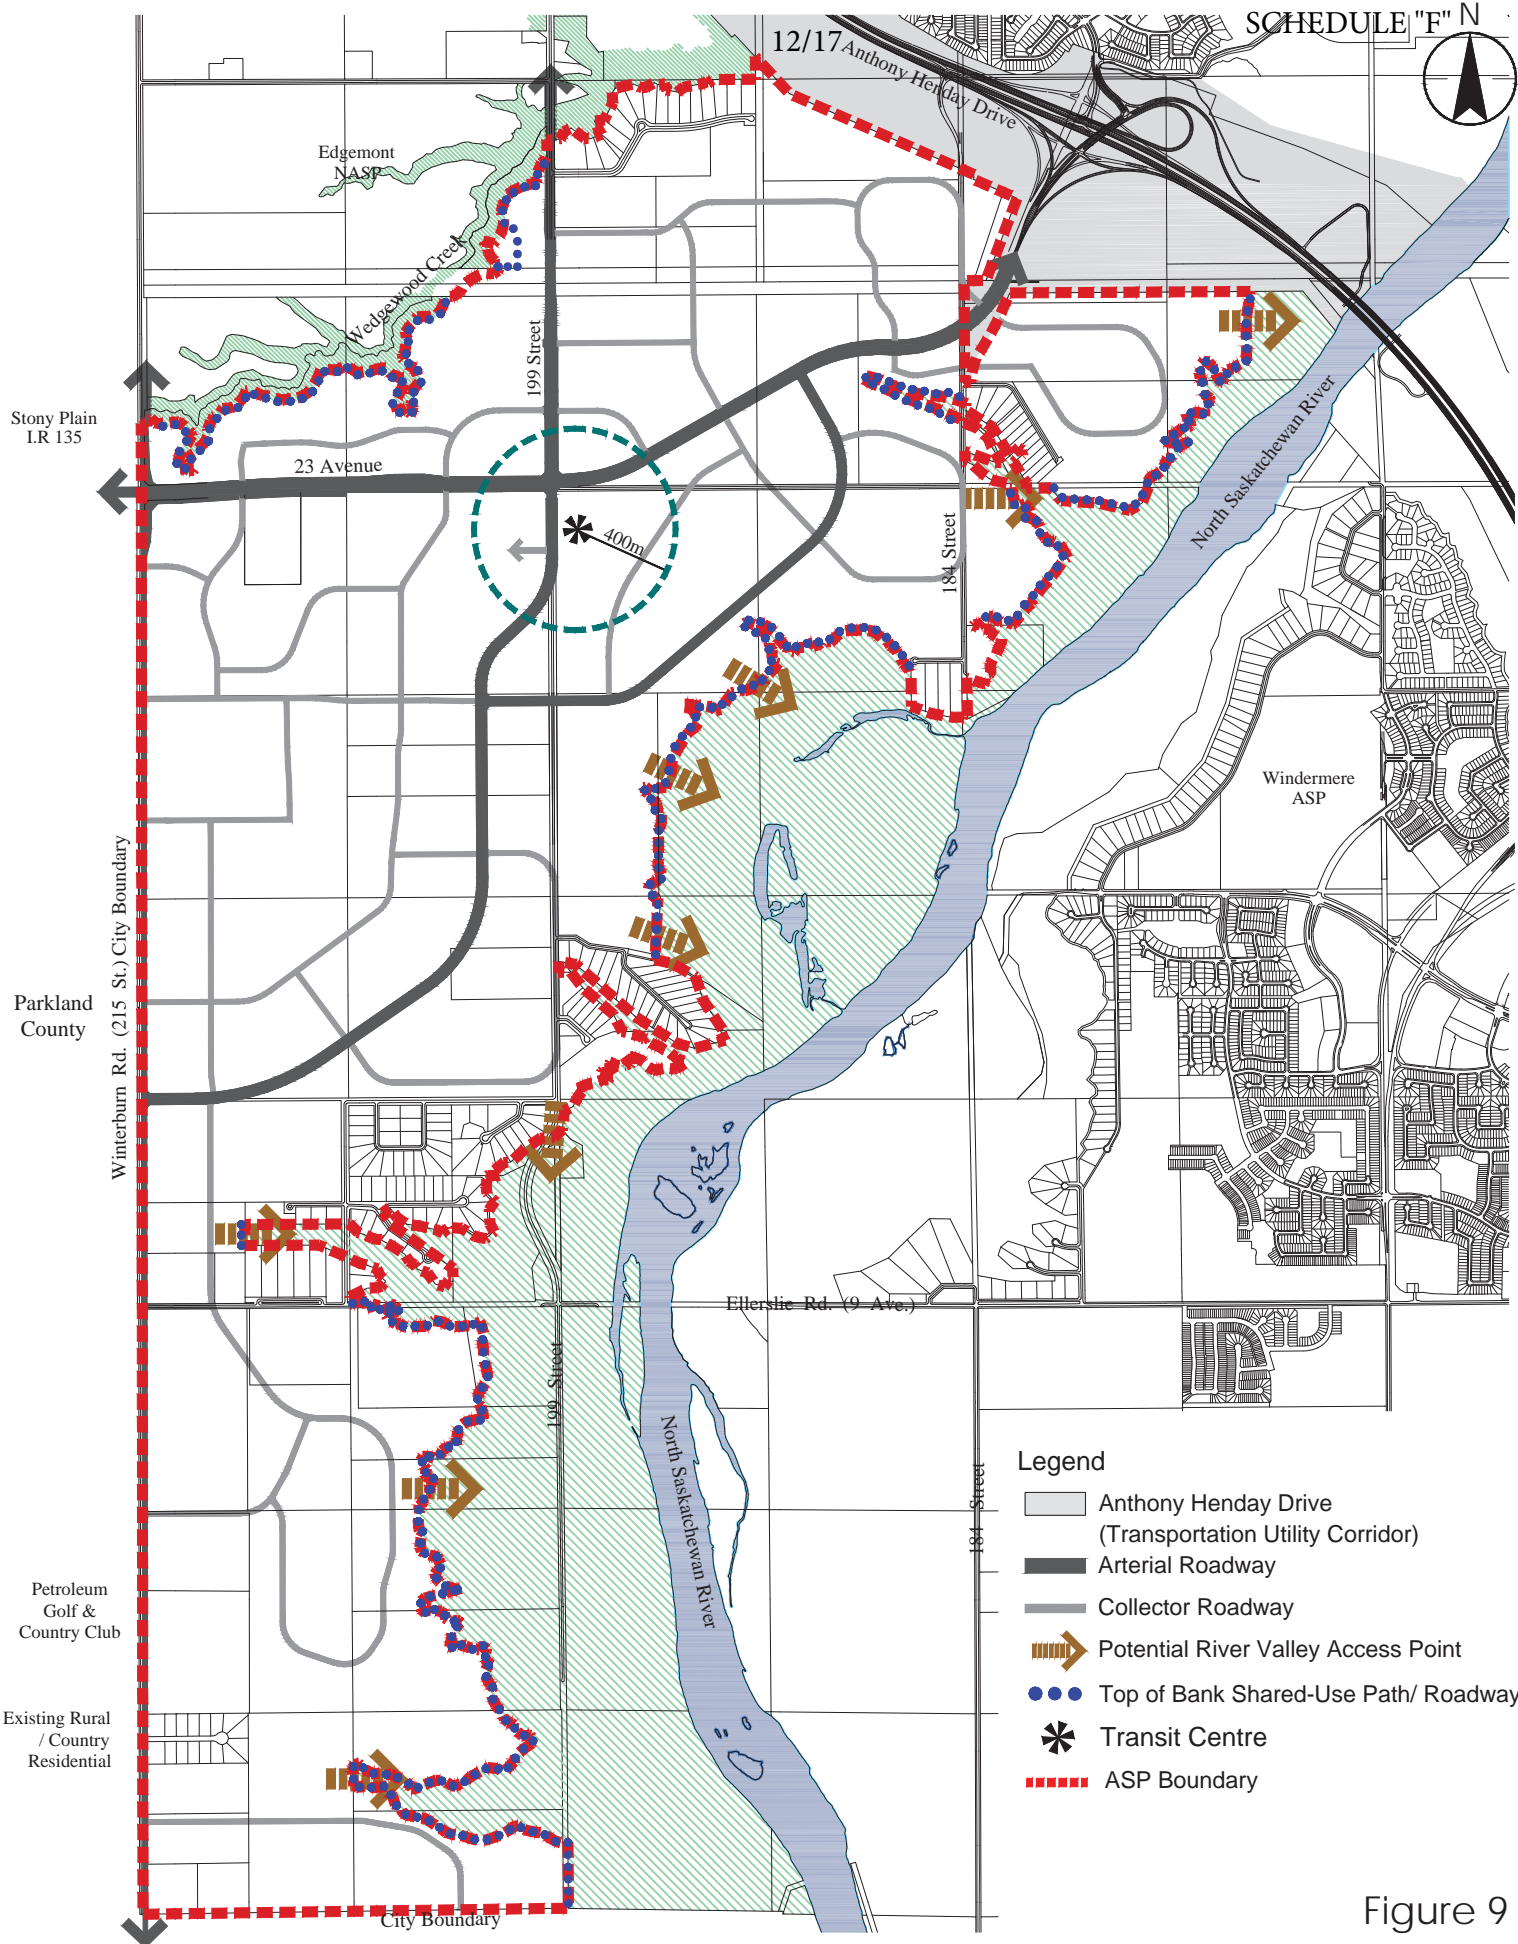 SCHEDULE "F"
N
12/17
Anthony Henday Drive
Edgemont
NASP
Wedgewood Creek
199 Street
Stony Plain
I.R 135
23 Avenue
400m
184 Street
North Saskatchewan River
Windermere
ASP
Winterburn Rd. (215 St.) City Boundary
Parkland
County
Ellerslie Rd. (9 Ave.)
199 Street
North Saskatchewan River
184 Street
Petroleum
Golf &
Country Club
Existing Rural
/ Country
Residential
City Boundary
Legend
Anthony Henday Drive
(Transportation Utility Corridor)
Arterial Roadway
Collector Roadway
Potential River Valley Access Point
Top of Bank Shared-Use Path/ Roadway
Transit Centre
ASP Boundary
Figure 9